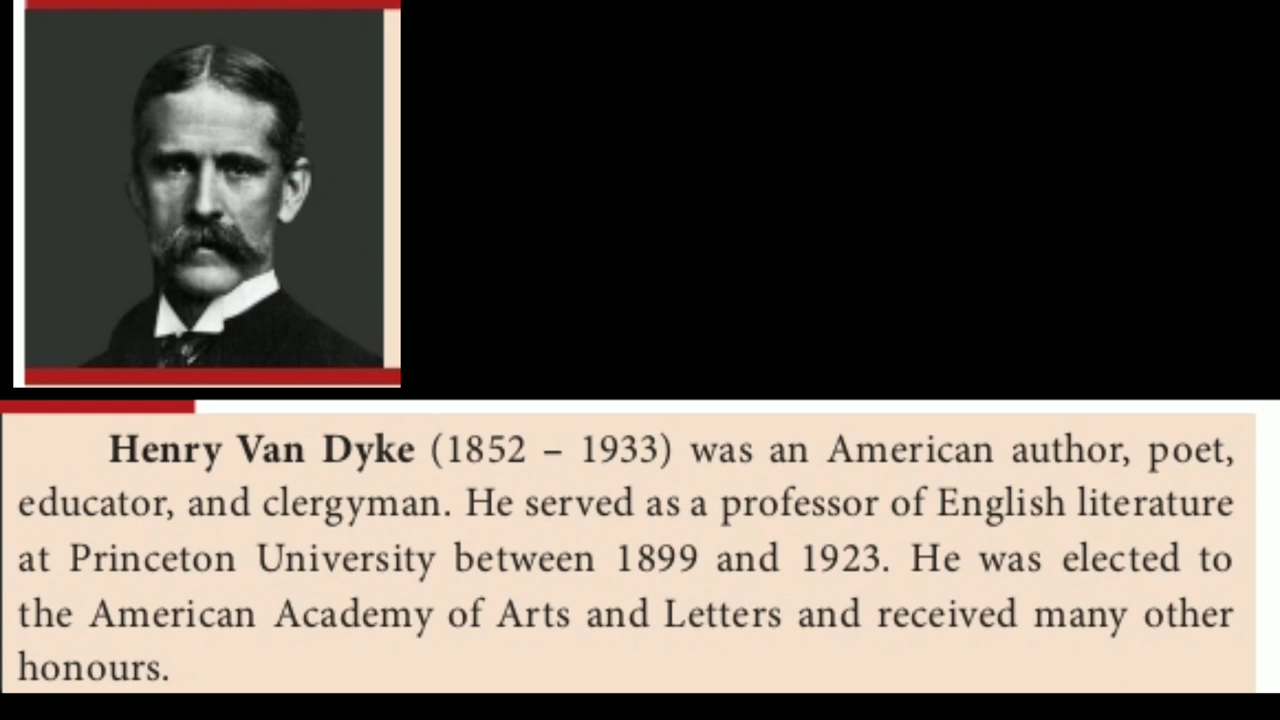 Henry Van Dyke (1852 – 1933) was an American author, poet,
educator, and clergyman. He served as a professor of English literature
at Princeton University between 1899 and 1923. He was elected to
the American Academy of Arts and Letters and received many other
honours.